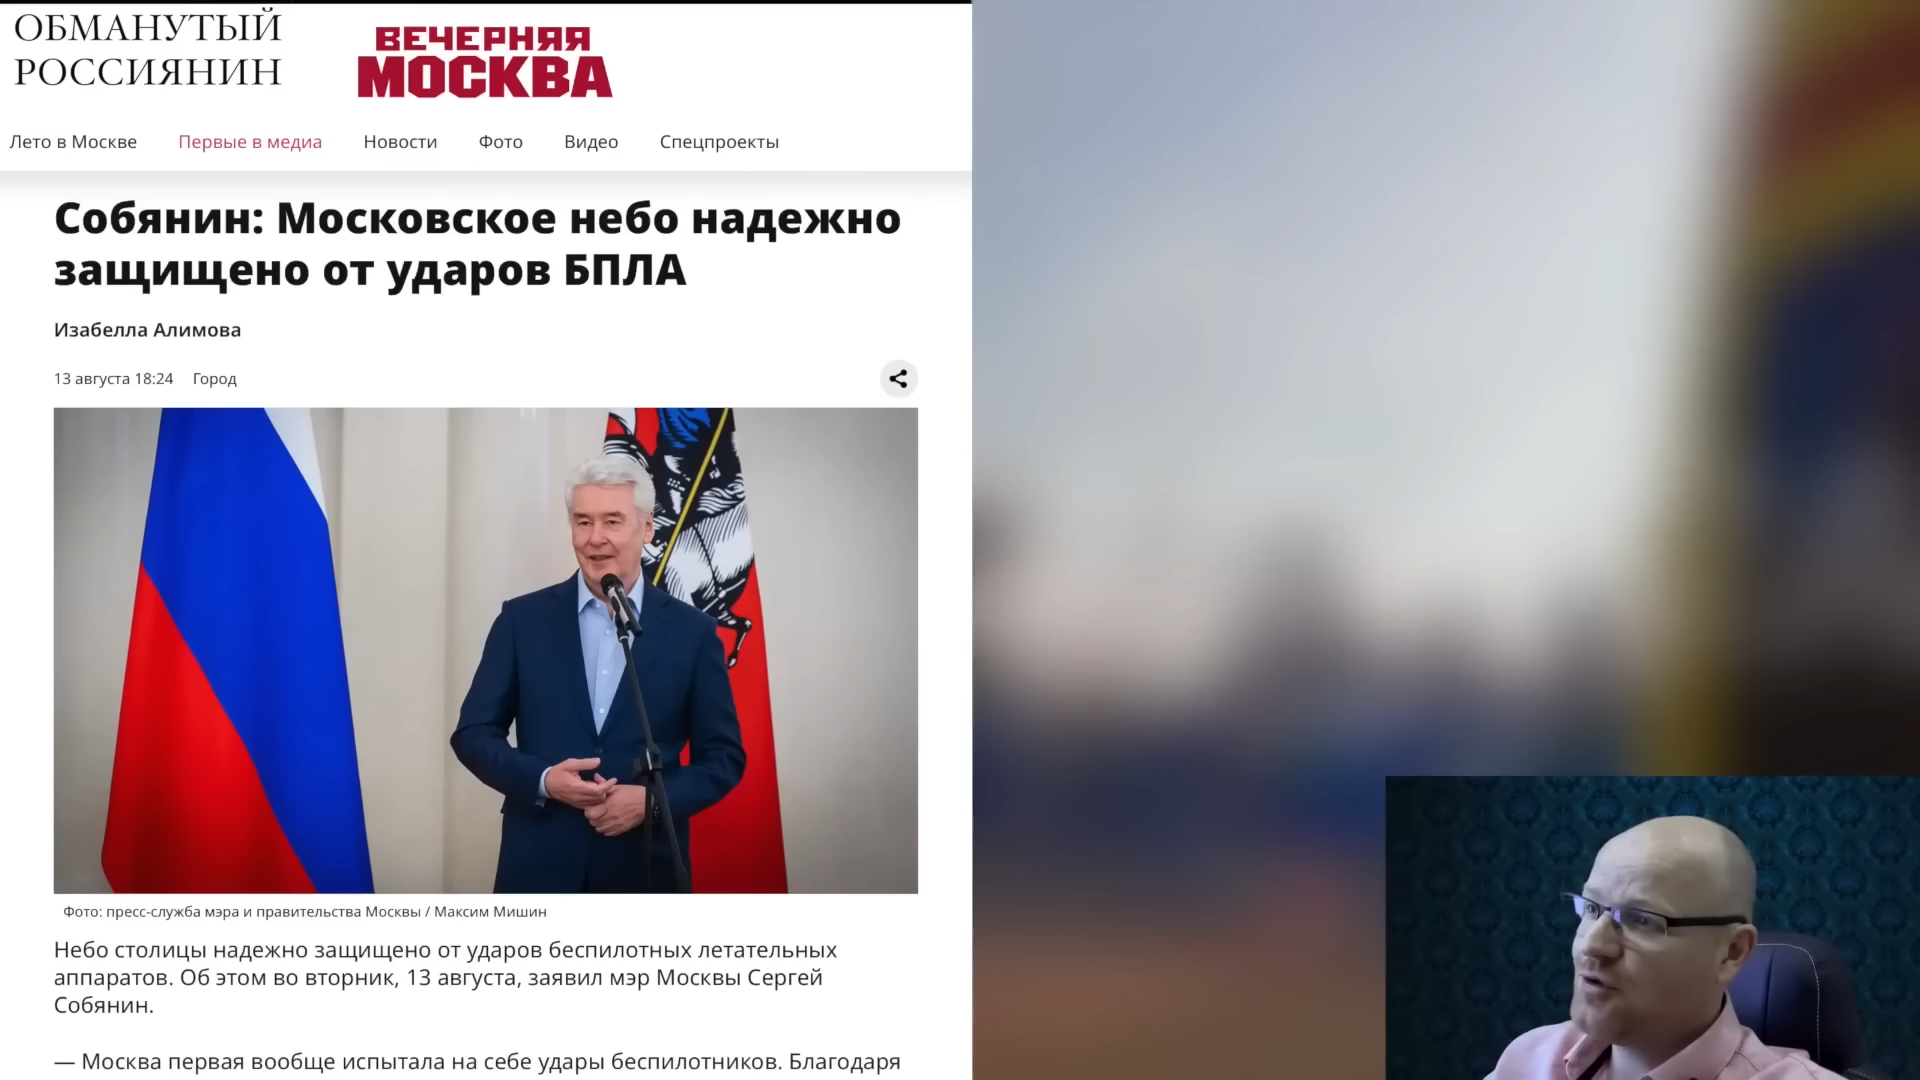 ОБМАНУТЫЙ
РОССИЯНИН
ВЕЧЕРНЯЯ
МОСКВА
Лето в Москве Первые в медиа Новости Фото Видео Спецпроекты
Собянин: Московское небо надежно
защищено от ударов БПЛА
Изабелла Алимова
13 августа 18:24 Город
Фото: пресс-служба мэра и правительства Москвы / Максим Мишин
Небо столицы надежно защищено от ударов беспилотных летательных
аппаратов. Об этом во вторник, 13 августа, заявил мэр Москвы Сергей
Собянин.
— Москва первая вообще испытала на себе удары беспилотников. Благодаря